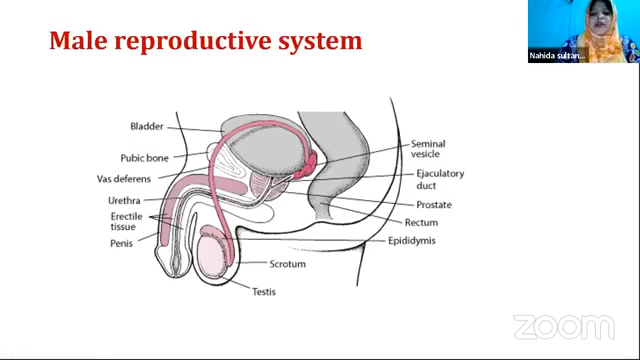 Male reproductive system
Nahida sultan...
Bladder
Pubic bone
Vas deferens
Urethra
Erectile
tissue
Penis
Seminal
vesicle
Ejaculatory
duct
Prostate
Rectum
Epididymis
Scrotum
Testis
zoom